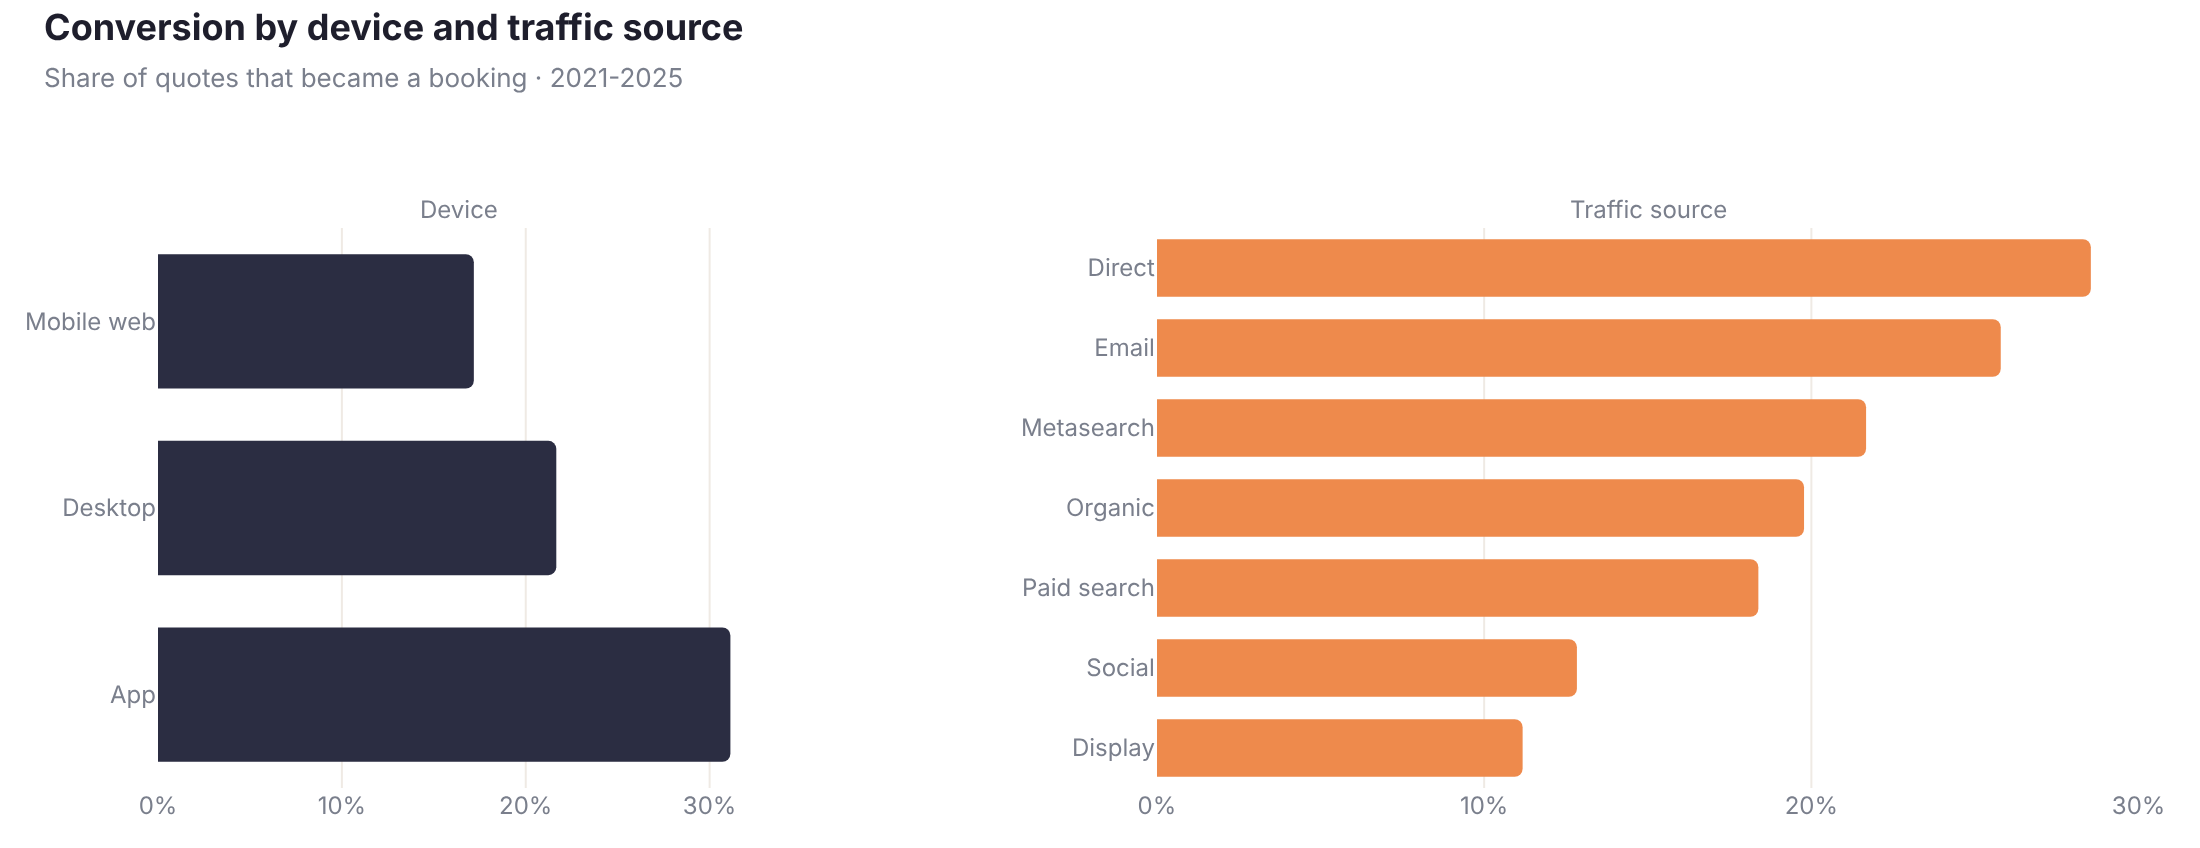 Conversion by device and traffic source
Share of quotes that became a booking · 2021-2025
Device
Mobile web
Desktop
App
0% 10% 20% 30%
Traffic source
Direct
Email
Metasearch
Organic
Paid search
Social
Display
0% 10% 20% 30%